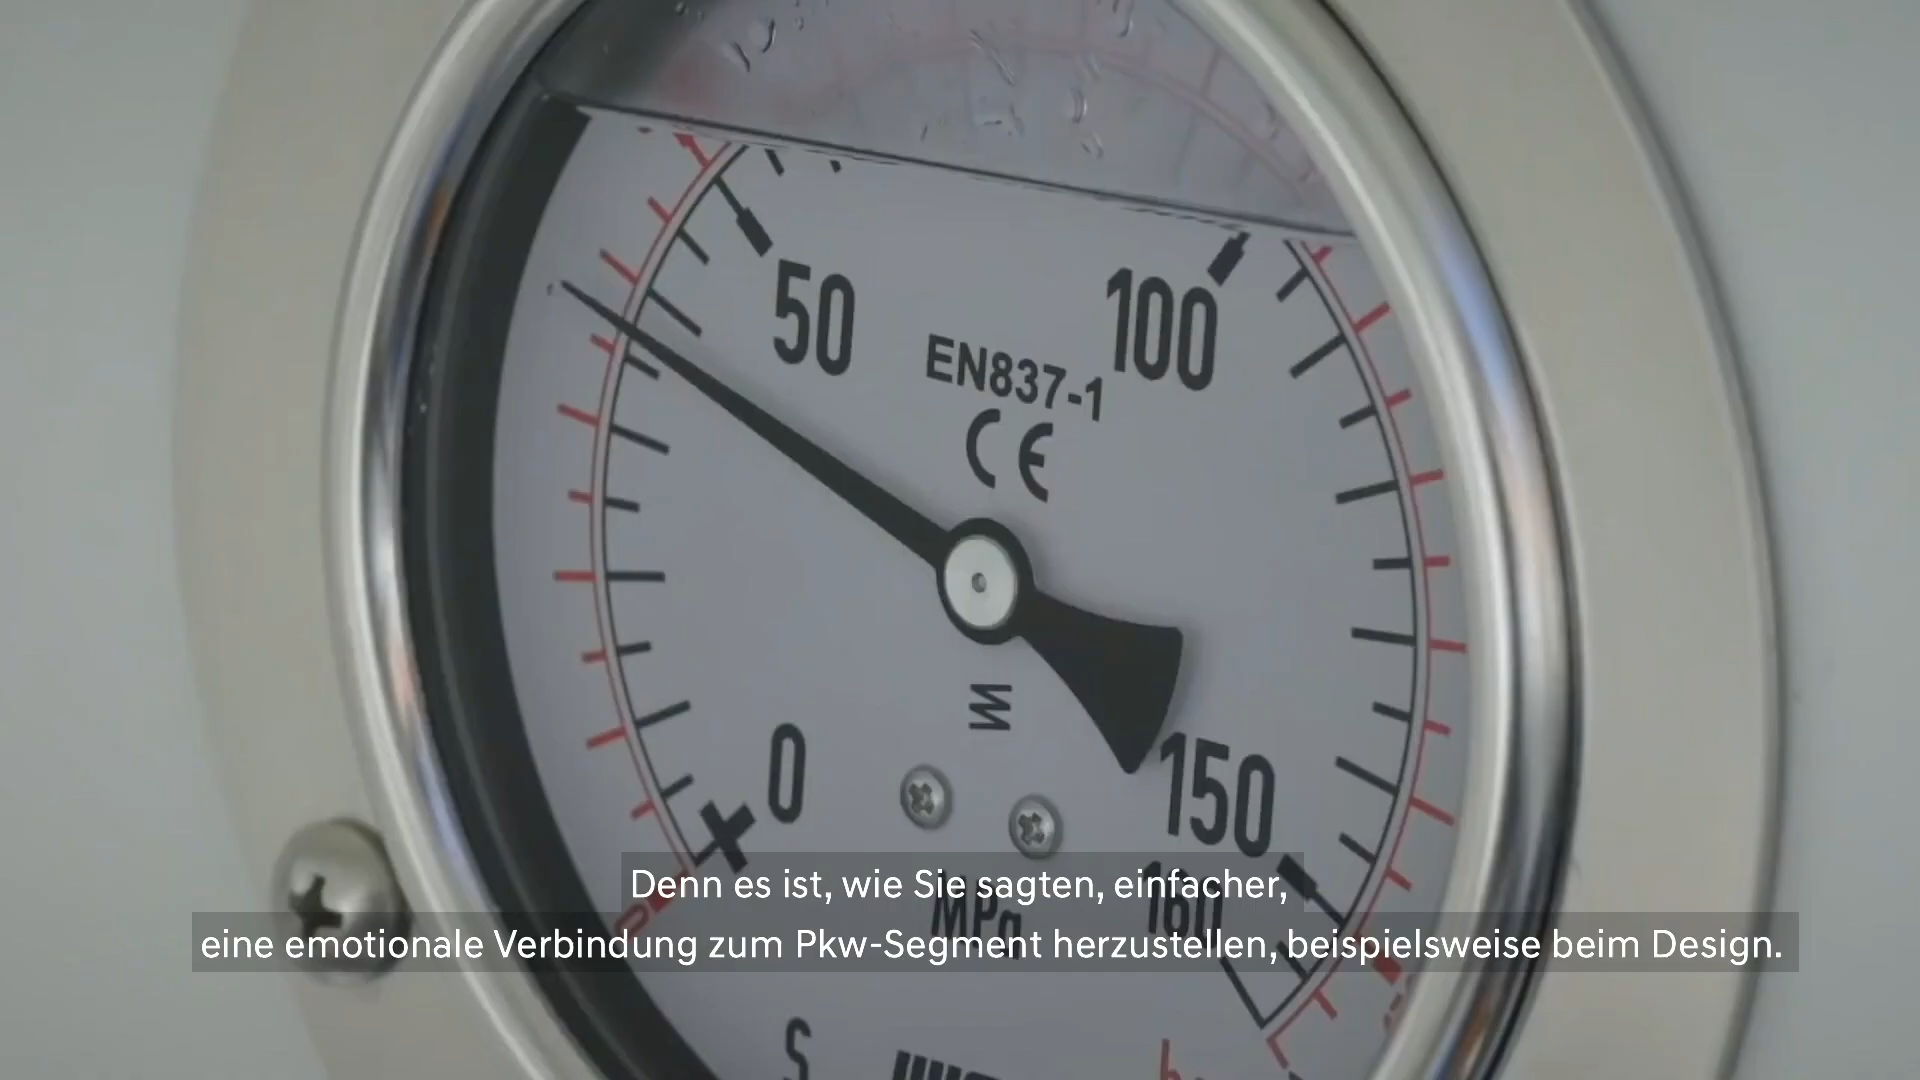 50
100
EN837-1
CE
0
150
160
MPa
S
Denn es ist, wie Sie sagten, einfacher,
eine emotionale Verbindung zum Pkw-Segment herzustellen, beispielsweise beim Design.